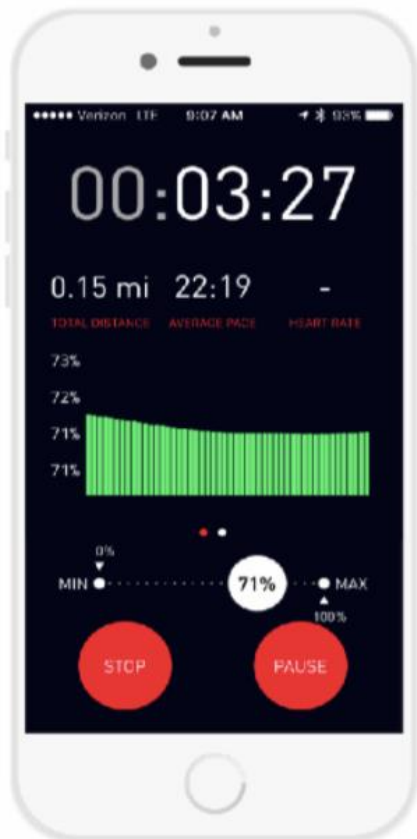 Verizon LTE 9:07 AM 93%
00:03:27
0.15 mi 22:19 -
TOTAL DISTANCE AVERAGE PACE HEART RATE
73%
72%
71%
71%
0%
MIN 71% MAX
100%
STOP PAUSE